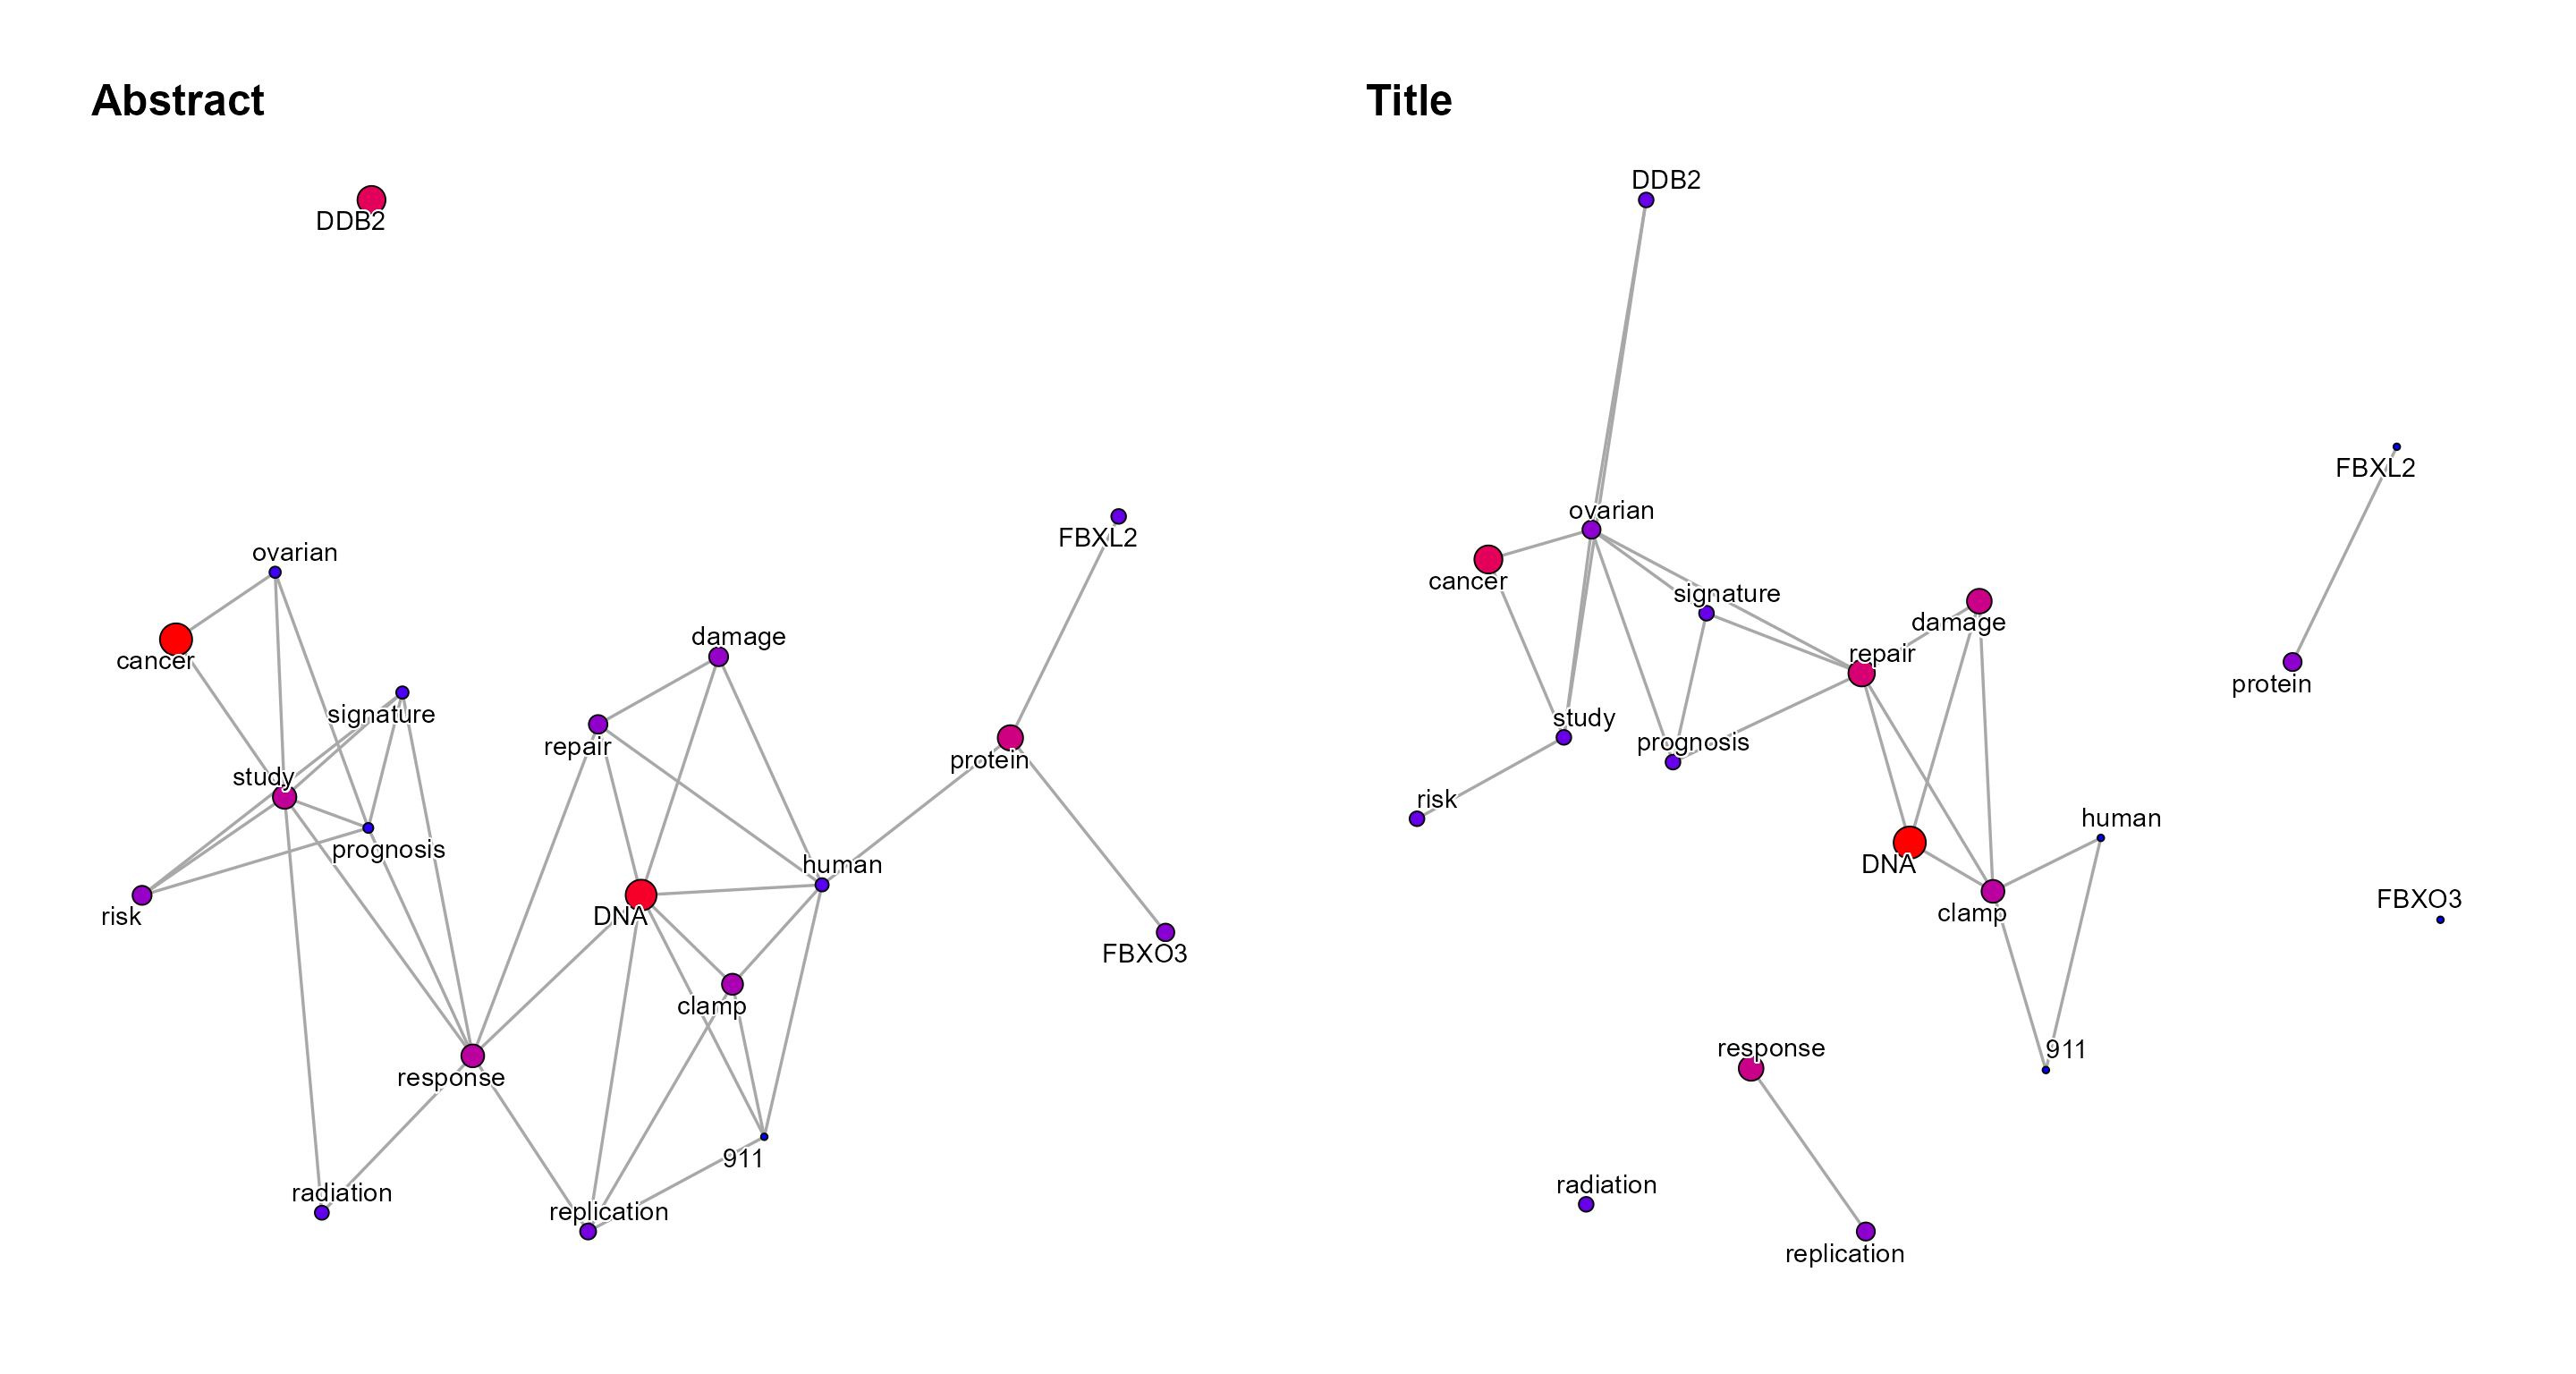 Abstract
DDB2
ovarian
FBXL2
cancer
damage
signature
repair
protein
study
prognosis
human
risk
DNA
FBXO3
clamp
response
911
radiation
replication
Title
DDB2
FBXL2
ovarian
cancer
signature
damage
repair
protein
study
prognosis
risk
human
DNA
FBXO3
clamp
response
911
radiation
replication